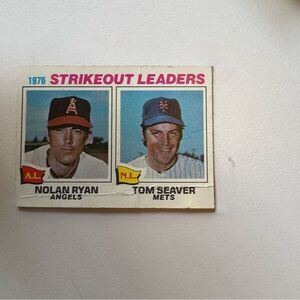 1976 STRIKEOUT LEADERS
A
A.L.
N.L.
NOLAN RYAN
TOM SEAVER
ANGELS
METS